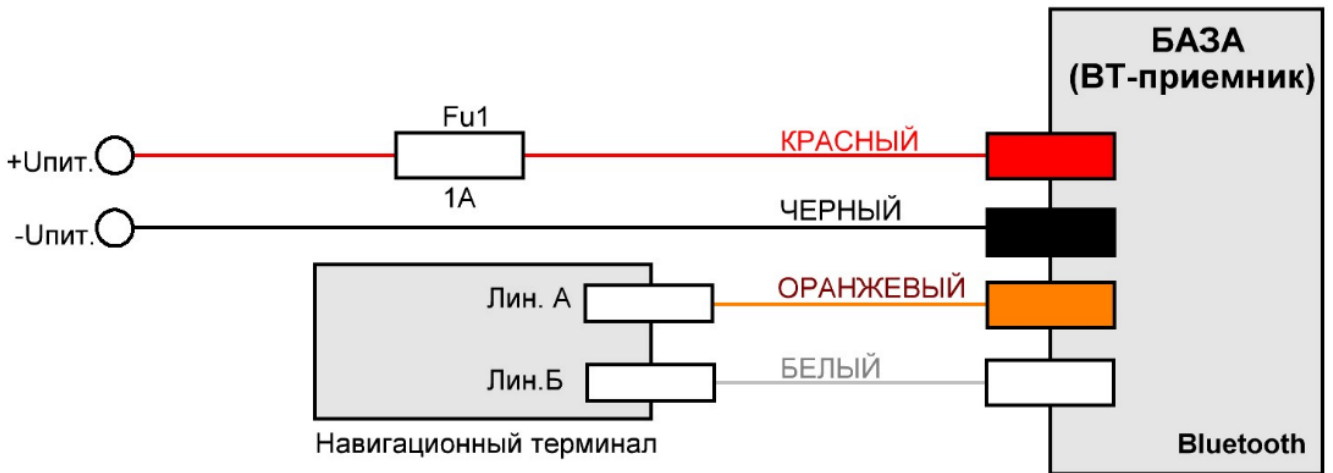 БАЗА
(BT-приемник)
Fu1
КРАСНЫЙ
+Uпит.
1А
ЧЕРНЫЙ
-Uпит.
ОРАНЖЕВЫЙ
Лин. А
БЕЛЫЙ
Лин.Б
Навигационный терминал
Bluetooth